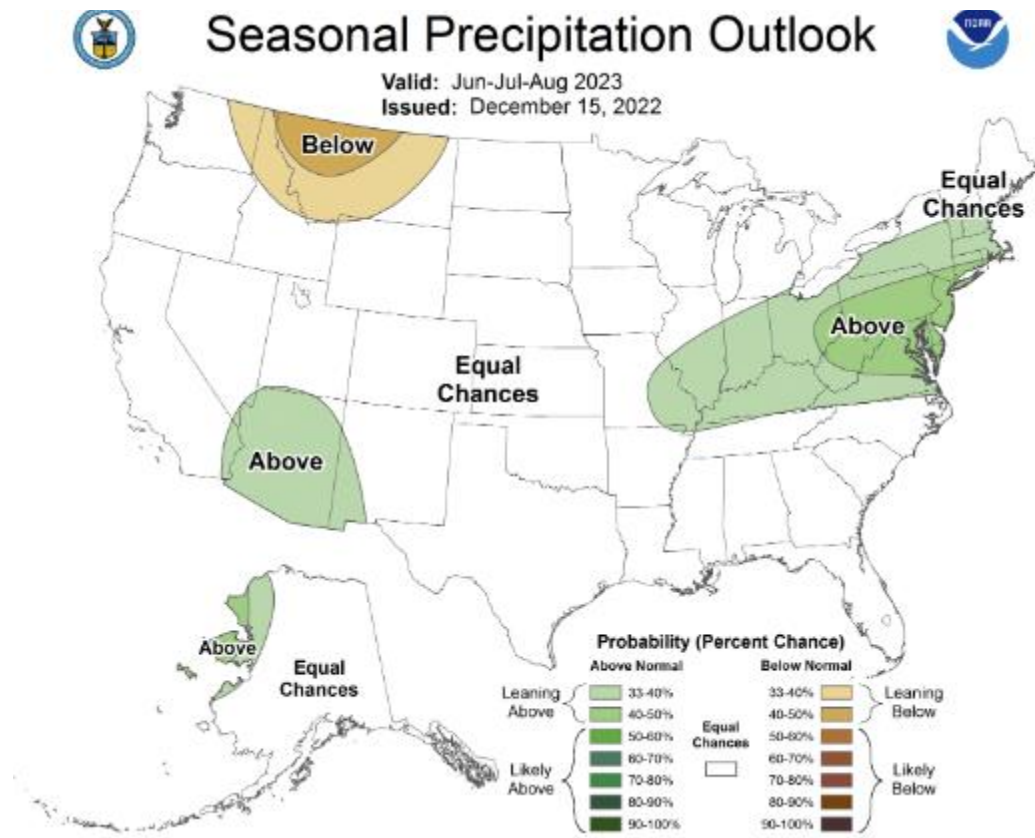 NOAA
Seasonal Precipitation Outlook
Valid: Jun-Jul-Aug 2023
Issued: December 15, 2022
Below
Equal
Chances
Above
Equal
Chances
Above
Above
Equal
Chances
Probability (Percent Chance)
Above Normal
Below Normal
Leaning
Above
33-40%
40-50%
50-60%
60-70%
70-80%
80-90%
90-100%
Likely
Above
Equal
Chances
33-40%
40-50%
50-60%
60-70%
70-80%
80-90%
90-100%
Leaning
Below
Likely
Below